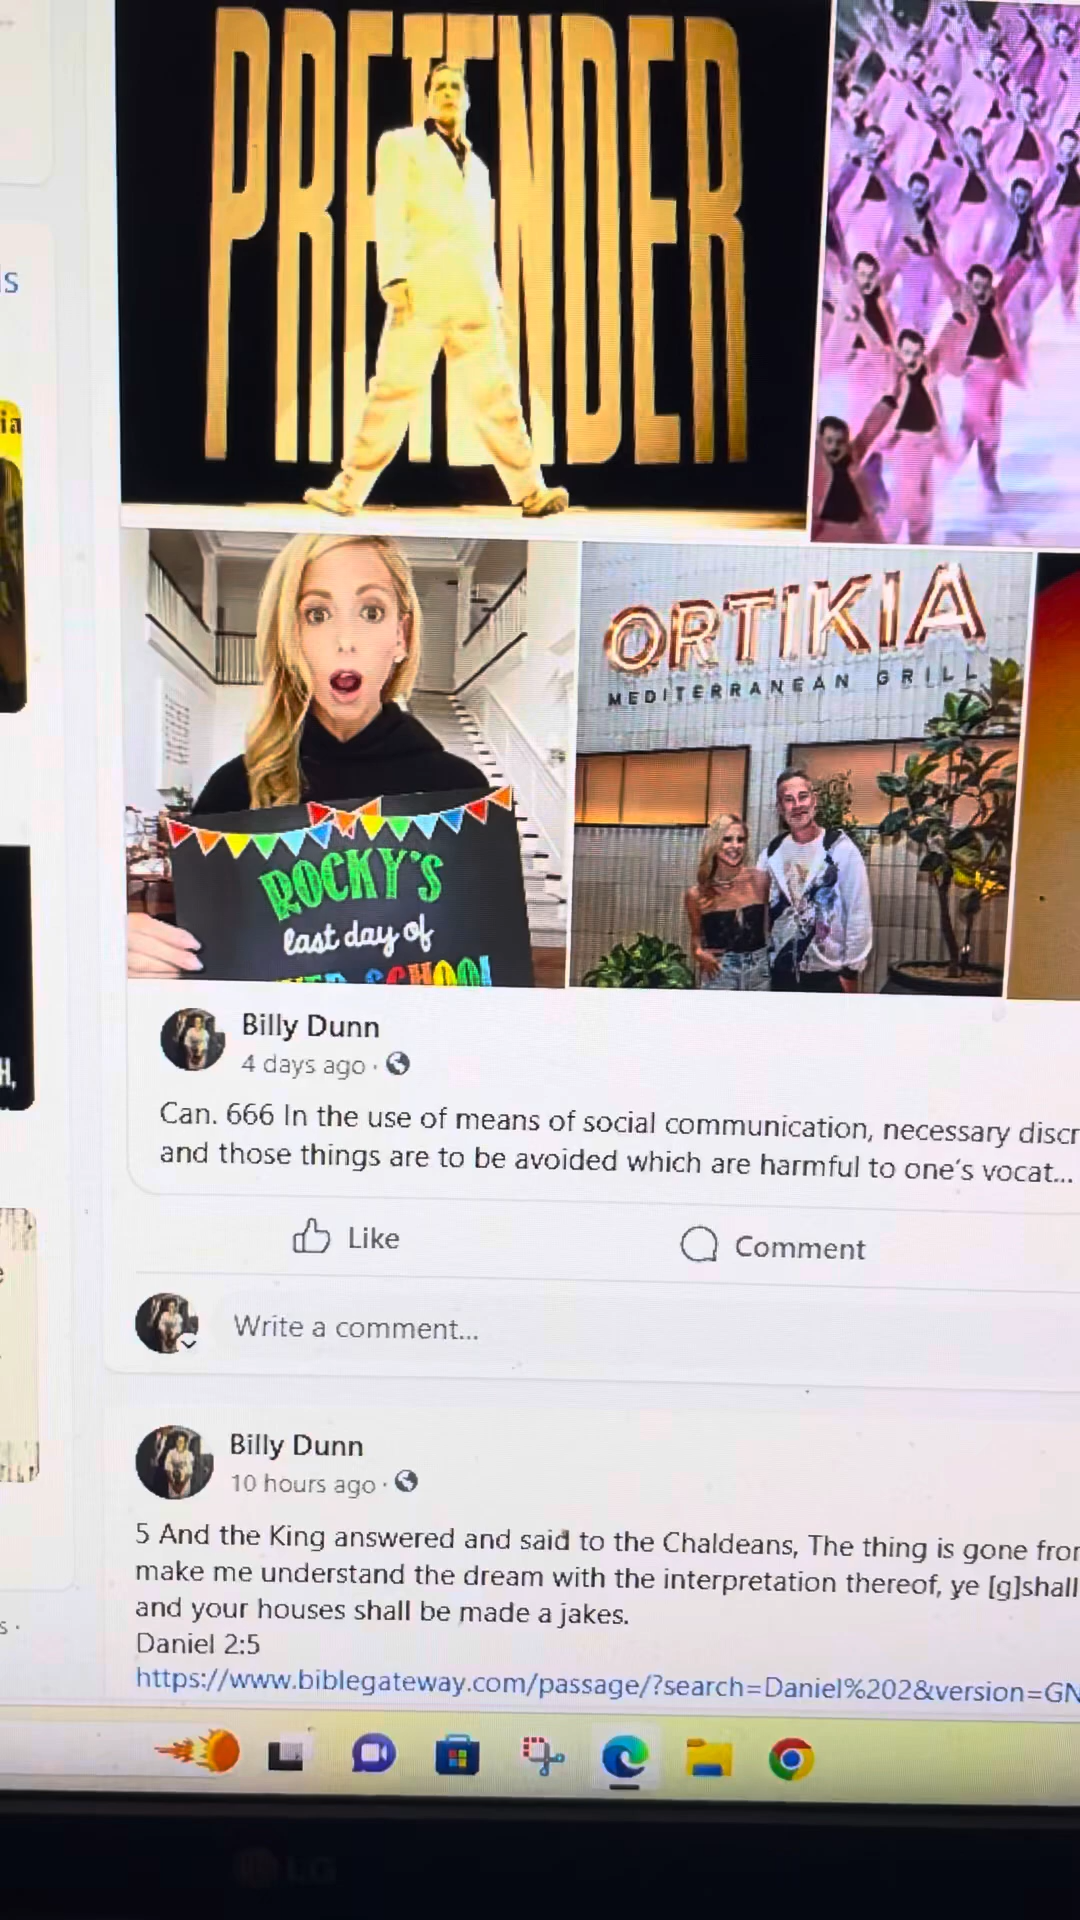 PRETENDER
ls
ia
ORTIKIA
MEDITERRANEAN GRILL
ROCKY'S
last day of
SCHOOL
H,
Billy Dunn
4 days ago ·
Can. 666 In the use of means of social communication, necessary discr
and those things are to be avoided which are harmful to one's vocat...
Like
Comment
Write a comment...
Billy Dunn
10 hours ago ·
5 And the King answered and said to the Chaldeans, The thing is gone fro
make me understand the dream with the interpretation thereof, ye [g]shall
and your houses shall be made a jakes.
Daniel 2:5
https://www.biblegateway.com/passage/?search=Daniel%202&version=GN
s ·
LG